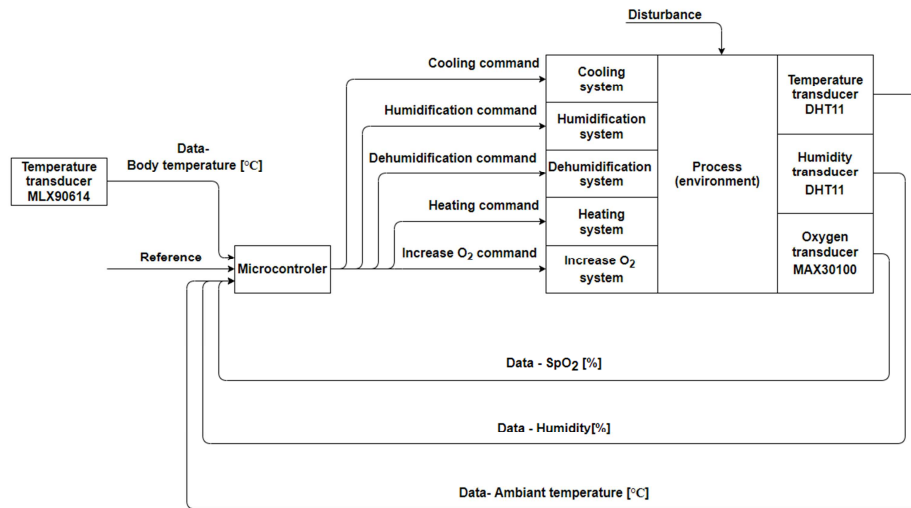 Disturbance
Cooling command
Cooling
system
Temperature
transducer
DHT11
Humidification command
Humidification
system
Data-
Body temperature [°C]
Dehumidification command
Dehumidification
system
Process
(environment)
Humidity
transducer
DHT11
Temperature
transducer
MLX90614
Heating command
Heating
system
Oxygen
transducer
MAX30100
Reference
Microcontroler
Increase O₂ command
Increase O₂
system
Data - SpO₂ [%]
Data - Humidity[%]
Data- Ambiant temperature [°C]